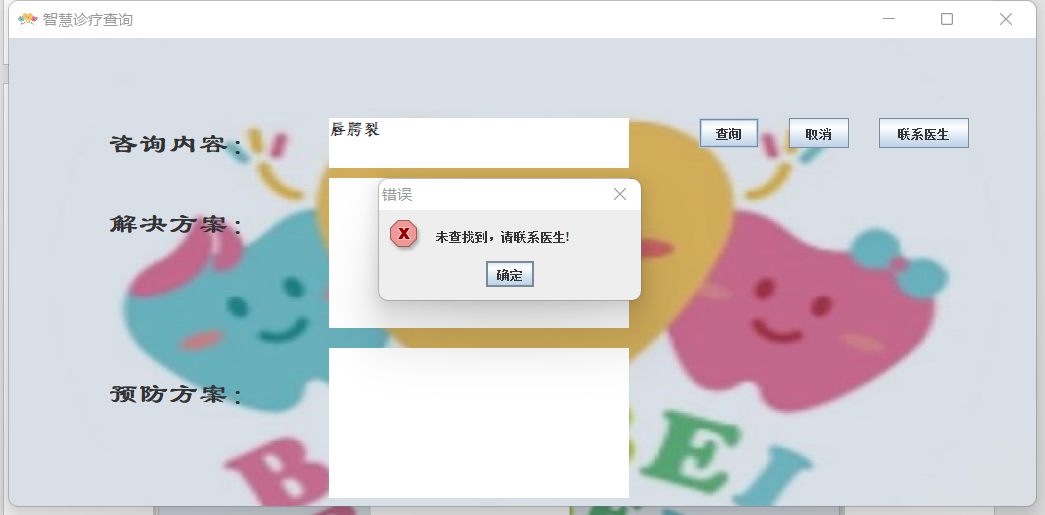 智慧诊疗查询
咨询内容：
唇腭裂
查询
取消
联系医生
解决方案：
错误
未查找到，请联系医生!
确定
预防方案：
B
EI